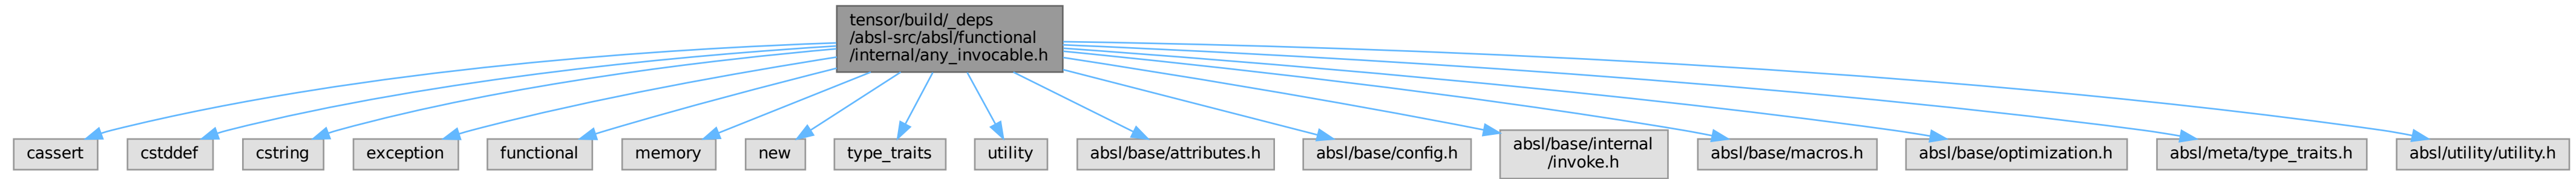 tensor/build/_deps
/absl-src/absl/functional
/internal/any_invocable.h
cassert
cstddef
cstring
exception
functional
memory
new
type_traits
utility
absl/base/attributes.h
absl/base/config.h
absl/base/internal
/invoke.h
absl/base/macros.h
absl/base/optimization.h
absl/meta/type_traits.h
absl/utility/utility.h